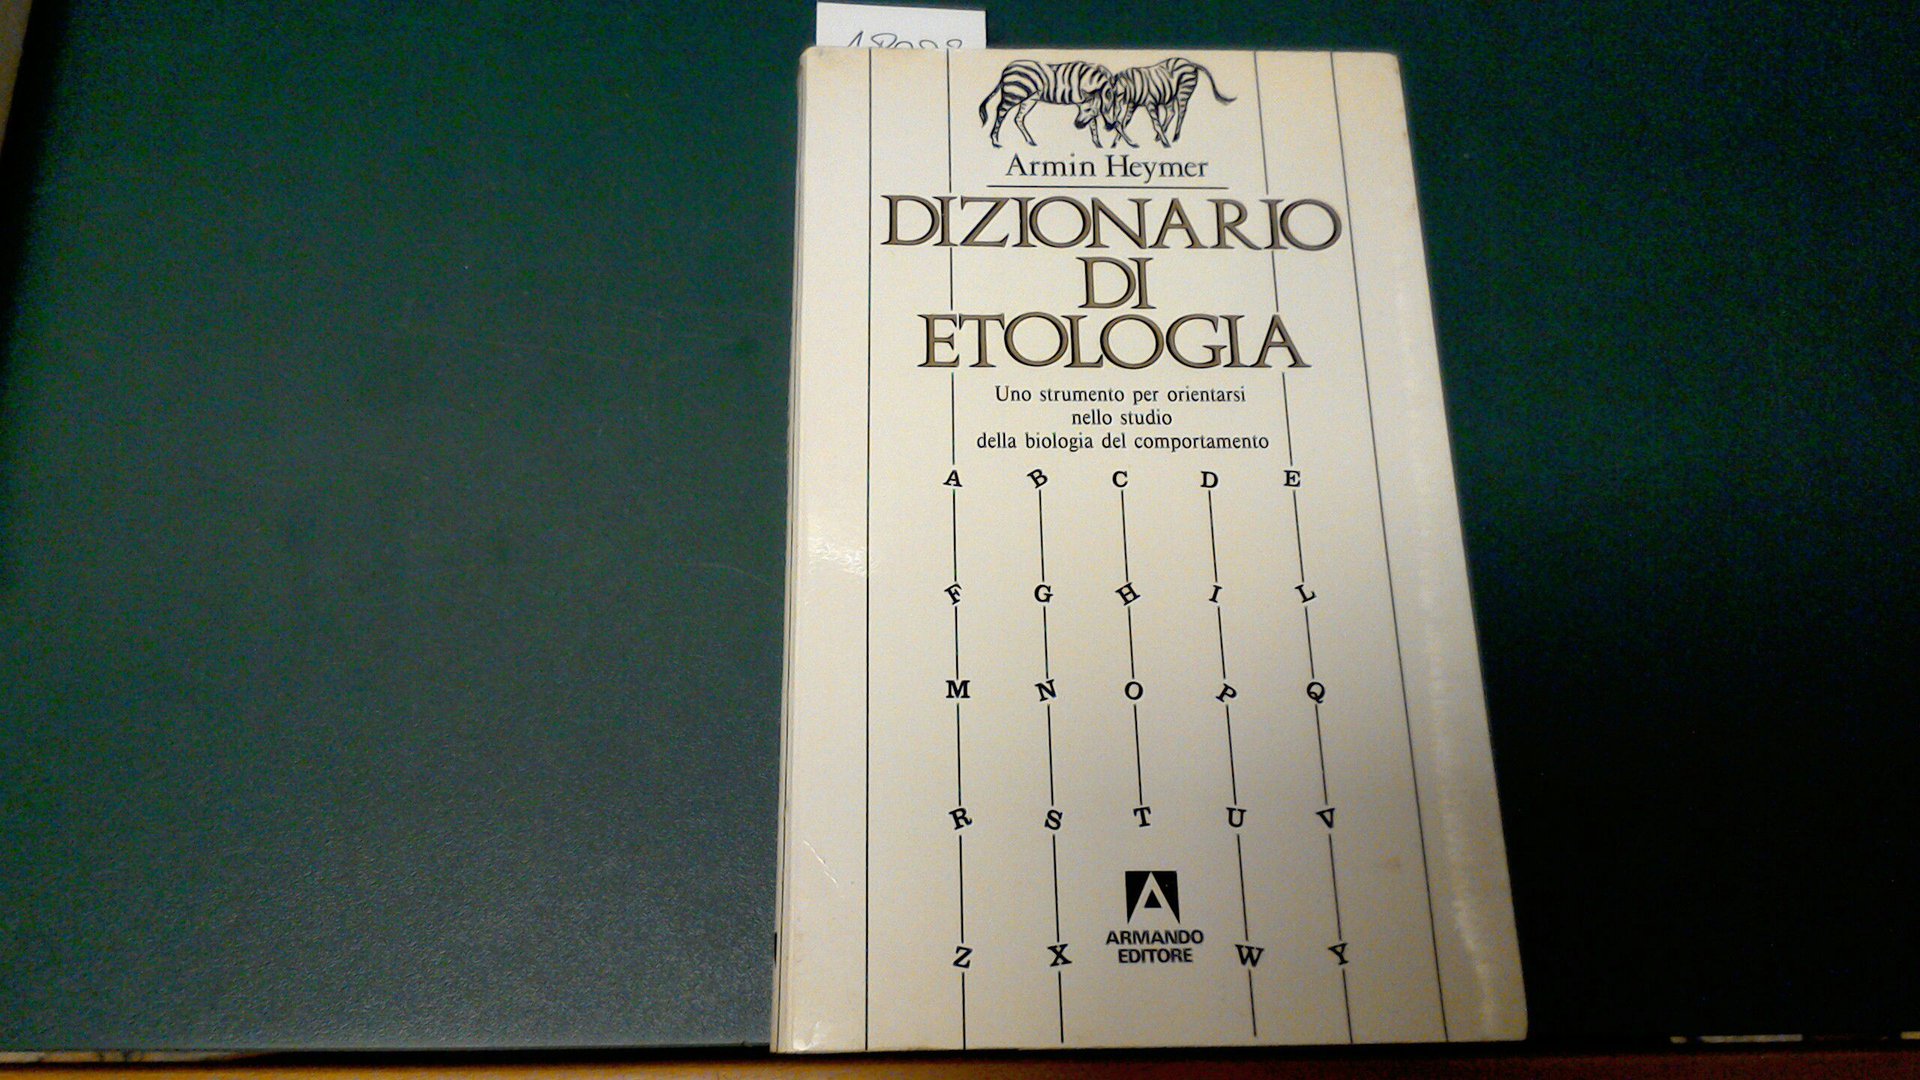 Armin Heymer
DIZIONARIO
DI
ETOLOGIA
Uno strumento per orientarsi
nello studio
della biologia del comportamento
A B C D E
F G H I L
M N O P Q
R S T U V
ARMANDO
EDITORE
Z X W Y